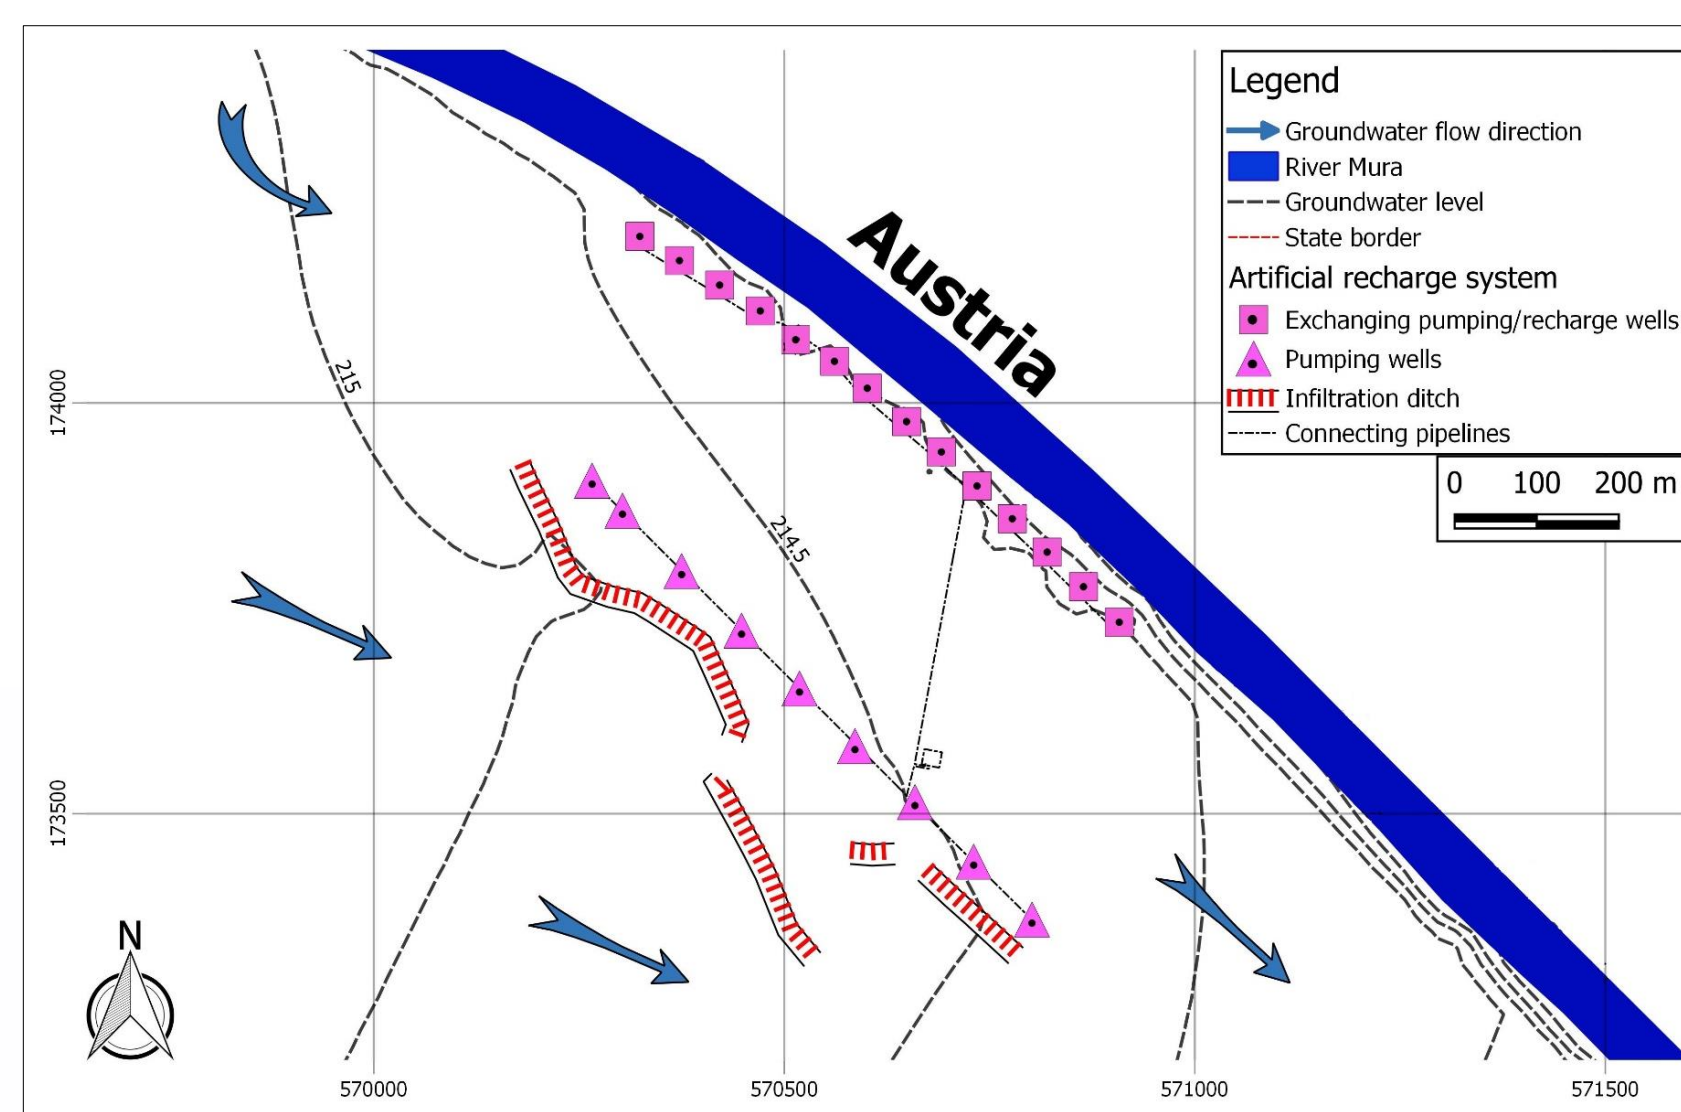 Legend
Groundwater flow direction
River Mura
Groundwater level
State border
Artificial recharge system
Exchanging pumping/recharge wells
Pumping wells
Infiltration ditch
Connecting pipelines
0 100 200 m
Austria
215
214.5
174000
173500
N
570000 570500 571000 571500